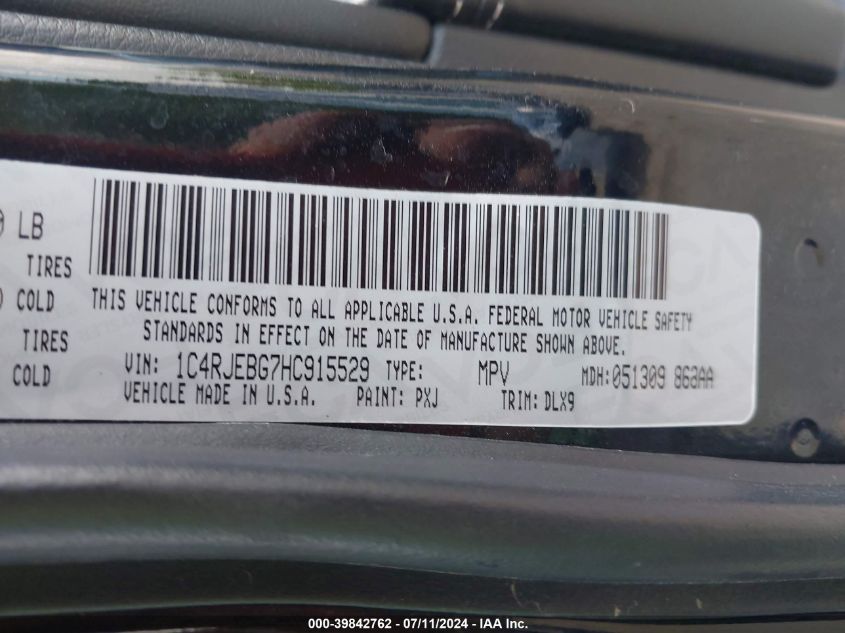 LB
TIRES
COLD
TIRES
COLD
THIS VEHICLE CONFORMS TO ALL APPLICABLE U.S.A. FEDERAL MOTOR VEHICLE SAFETY
STANDARDS IN EFFECT ON THE DATE OF MANUFACTURE SHOWN ABOVE.
VIN: 1C4RJEBG7HC915529 TYPE: MPV MDH:051309 863AA
VEHICLE MADE IN U.S.A. PAINT: PXJ TRIM: DLX9
000-39842762 - 07/11/2024 - IAA Inc.